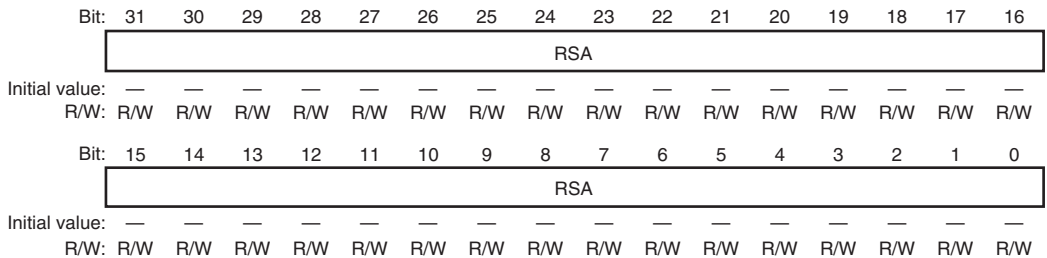 Bit: 31 30 29 28 27 26 25 24 23 22 21 20 19 18 17 16
RSA
Initial value: — — — — — — — — — — — — — — — —
R/W: R/W R/W R/W R/W R/W R/W R/W R/W R/W R/W R/W R/W R/W R/W R/W R/W
Bit: 15 14 13 12 11 10 9 8 7 6 5 4 3 2 1 0
RSA
Initial value: — — — — — — — — — — — — — — — —
R/W: R/W R/W R/W R/W R/W R/W R/W R/W R/W R/W R/W R/W R/W R/W R/W R/W